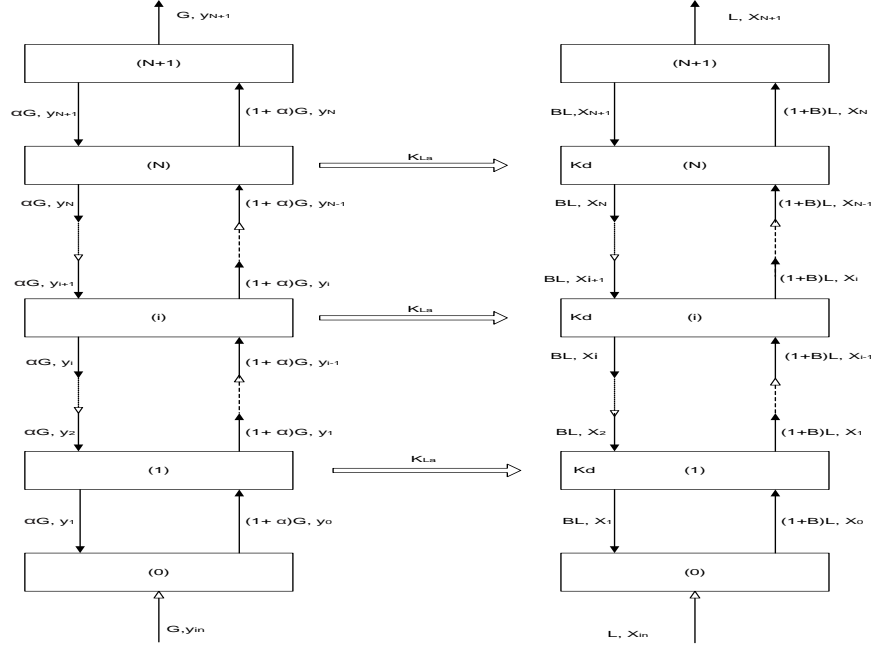 G, yN+1
L, XN+1
(N+1)
(N+1)
αG, yN+1
(1+ α)G, yN
BL,XN+1
(1+B)L, XN
KLa
(N)
Kd
(N)
αG, yN
(1+ α)G, yN-1
BL, XN
(1+B)L, XN-1
αG, yi+1
(1+ α)G, yi
BL, Xi+1
(1+B)L, Xi
KLa
(i)
Kd
(i)
αG, yi
(1+ α)G, yi-1
BL, Xi
(1+B)L, Xi-1
αG, y2
(1+ α)G, y1
BL, X2
(1+B)L, X1
KLa
(1)
Kd
(1)
αG, y1
(1+ α)G, y0
BL, X1
(1+B)L, X0
(0)
(0)
G,yin
L, Xin